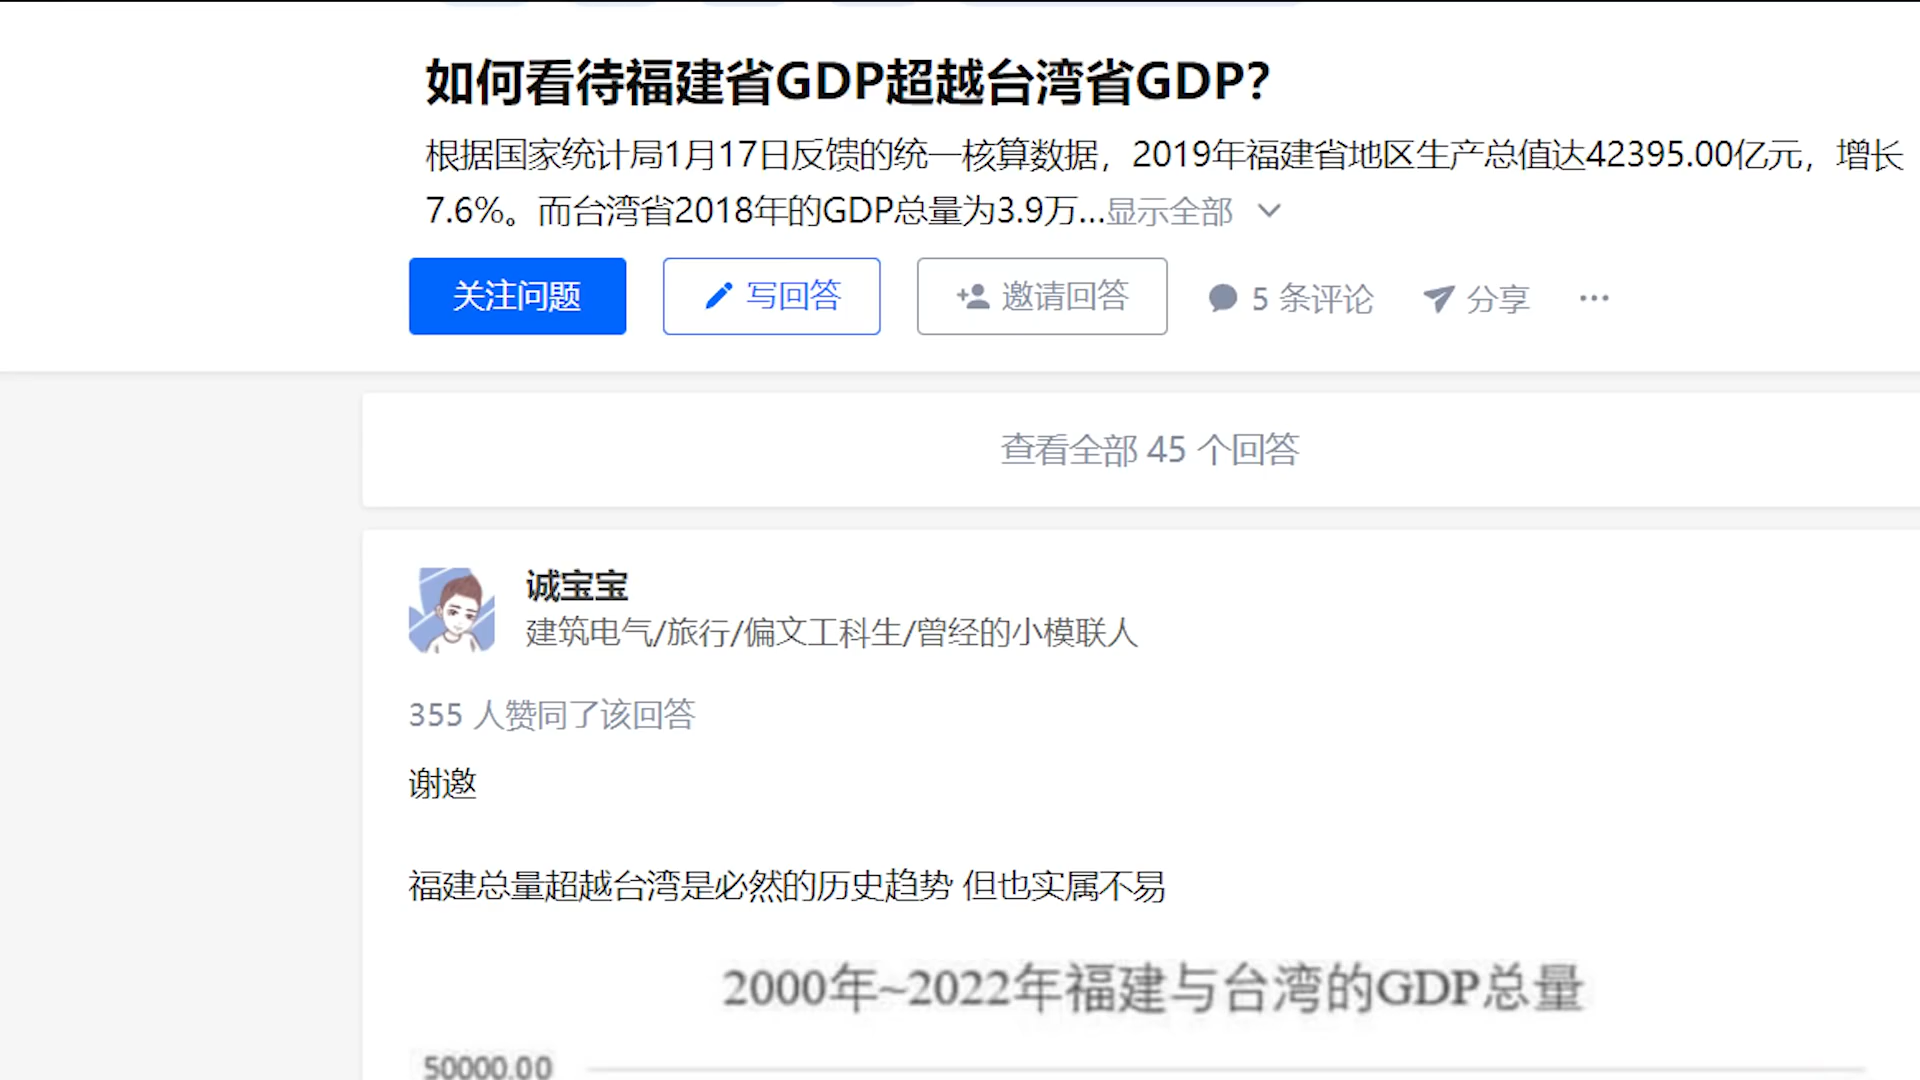 如何看待福建省GDP超越台湾省GDP？
根据国家统计局1月17日反馈的统一核算数据，2019年福建省地区生产总值达42395.00亿元，增长
7.6%。而台湾省2018年的GDP总量为3.9万...显示全部
关注问题 写回答 邀请回答 5 条评论 分享
查看全部 45 个回答
诚宝宝
建筑电气/旅行/偏文工科生/曾经的小模联人
355 人赞同了该回答
谢邀
福建总量超越台湾是必然的历史趋势 但也实属不易
2000年~2022年福建与台湾的GDP总量
50000.00